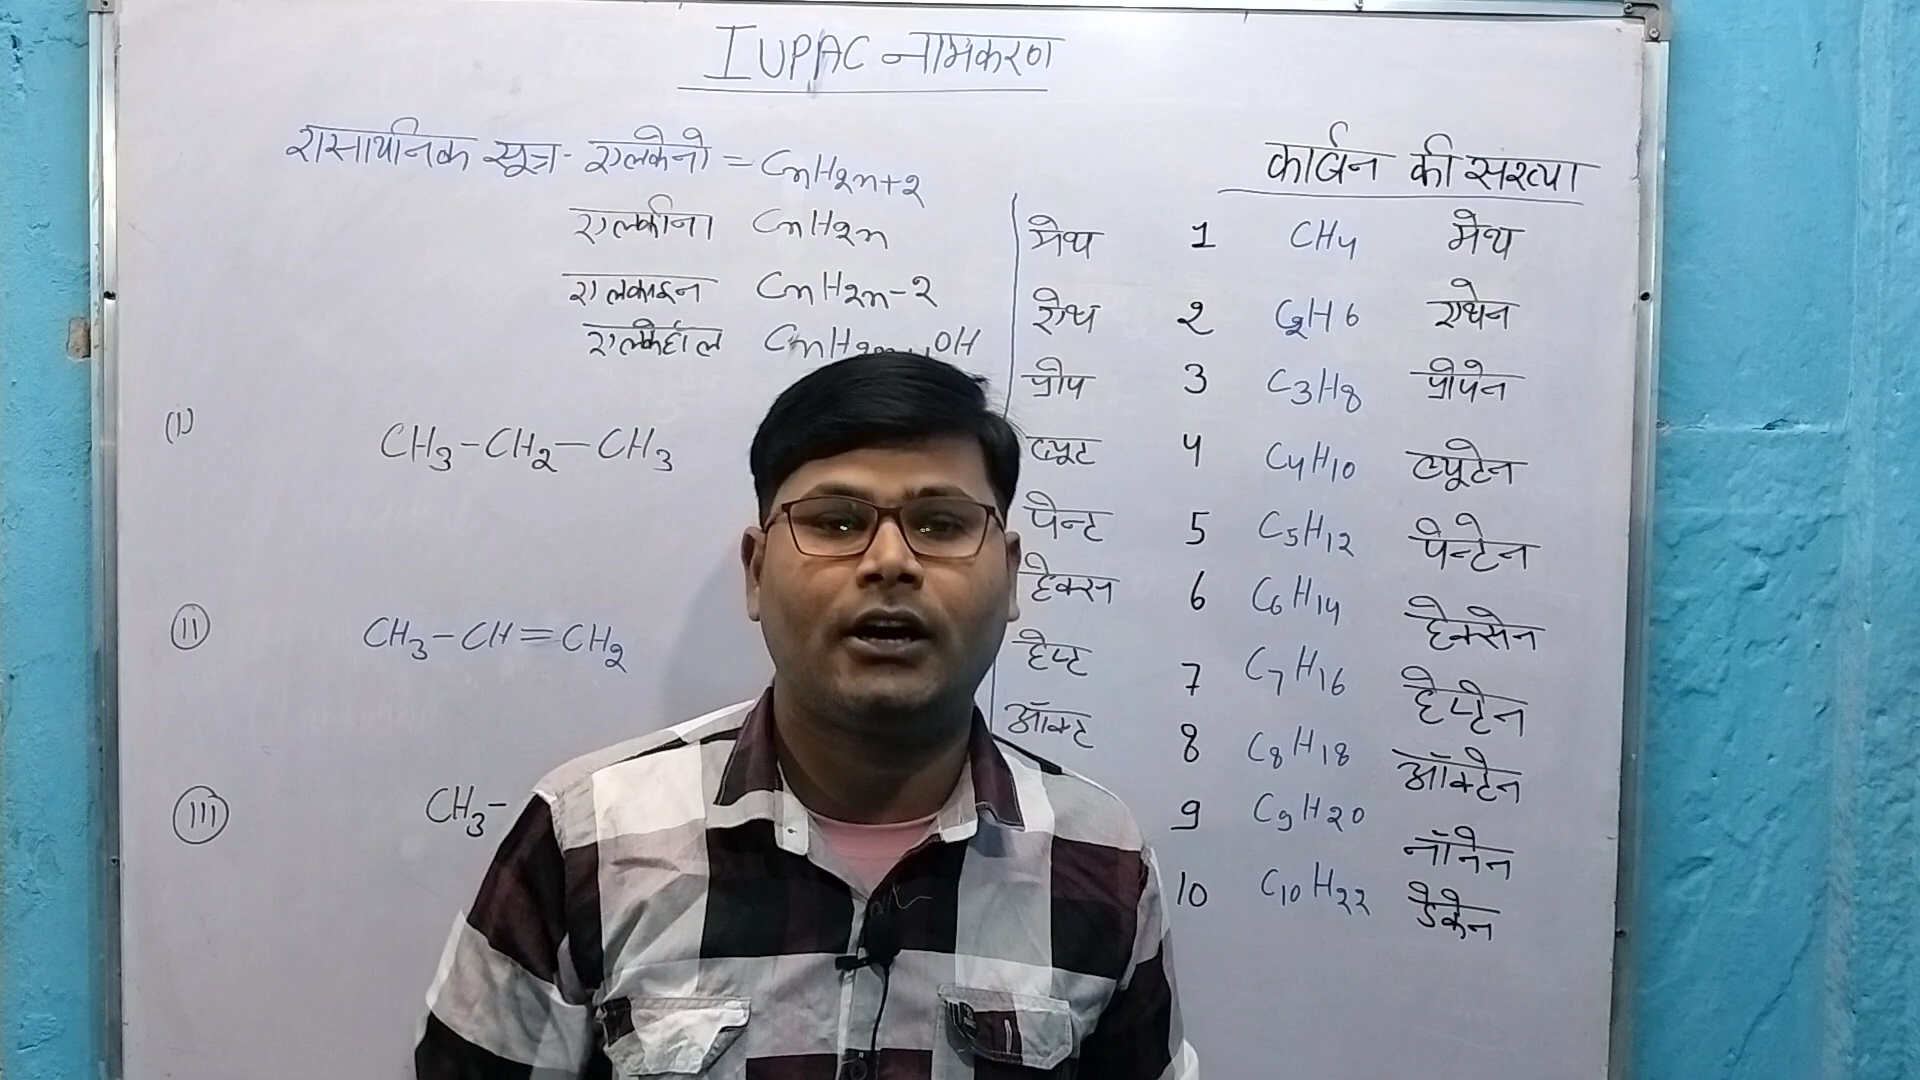 IUPAC नामकरण
रासायनिक सूत्र - एल्केनो = CnH2n+2
एल्कीनो CnH2n
एल्काइन CnH2n-2
एल्कोहॉल
OH
(I) CH3-CH2-CH3
(II) CH3-CH=CH2
(III) CH3-
कार्बन की संख्या
मेथ 1 CH4 मेथ
ऐथ 2 C2H6 एथेन
प्रोप 3 C3H8 प्रोपेन
ब्यूट 4 C4H10 ब्यूटेन
पेन्ट 5 C5H12 पेन्टेन
हेक्स 6 C6H14 हेक्सेन
हेप्ट 7 C7H16 हेप्टेन
ऑक्ट 8 C8H18 ऑक्टेन
9 C9H20 नॉनेन
10 C10H22 डेकेन